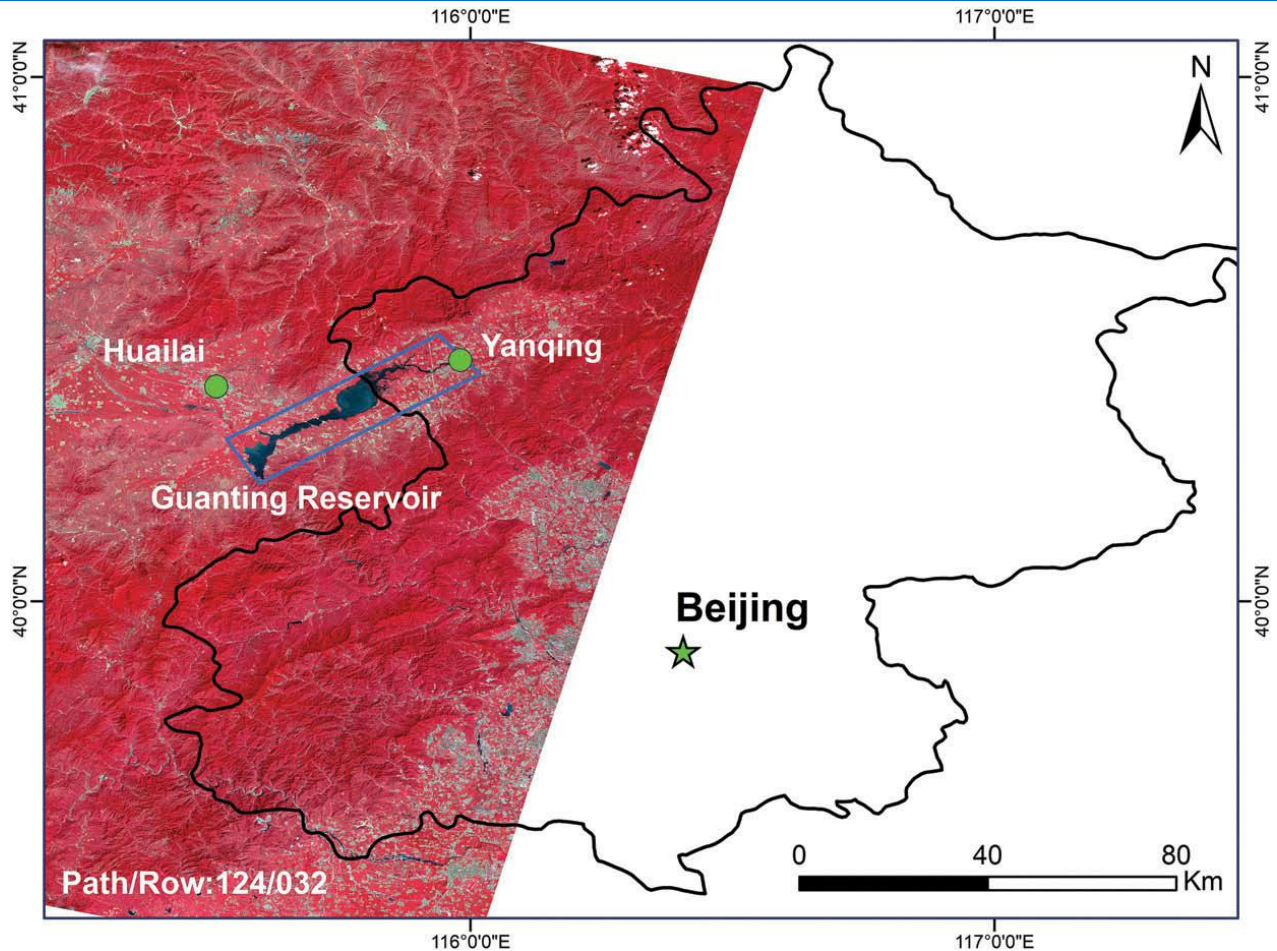 116°0'0"E
117°0'0"E
41°0'0"N
41°0'0"N
N
Huailai
Yanqing
Guanting Reservoir
40°0'0"N
40°0'0"N
Beijing
0
40
80
Km
Path/Row:124/032
116°0'0"E
117°0'0"E